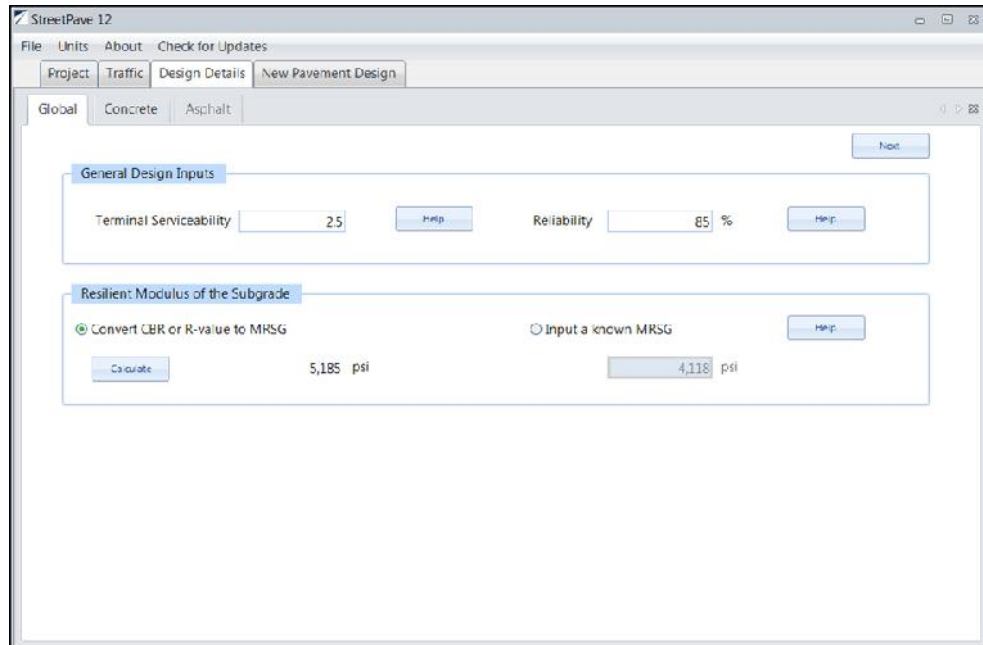 StreetPave 12
File Units About Check for Updates
Project Traffic Design Details New Pavement Design
Global Concrete Asphalt
Next
General Design Inputs
Terminal Serviceability 2.5 Help Reliability 85 % Help
Resilient Modulus of the Subgrade
Convert CBR or R-value to MRSG Input a known MRSG Help
Calculate 5,185 psi 4,118 psi